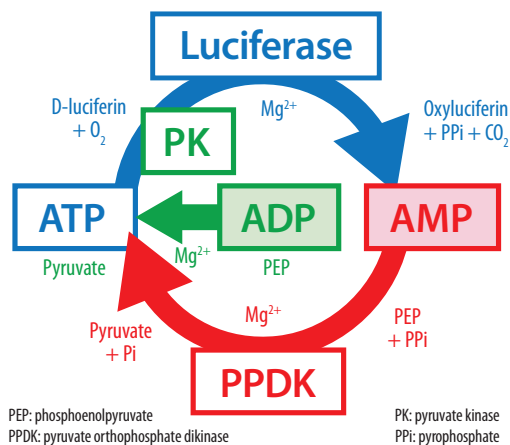 Luciferase
D-luciferin
+ O₂
Mg²⁺
Oxyluciferin
+ PPi + CO₂
PK
ATP
ADP
AMP
Pyruvate
Mg²⁺
PEP
Mg²⁺
Pyruvate
+ Pi
PEP
+ PPi
PPDK
PEP: phosphoenolpyruvate
PK: pyruvate kinase
PPDK: pyruvate orthophosphate dikinase
PPi: pyrophosphate